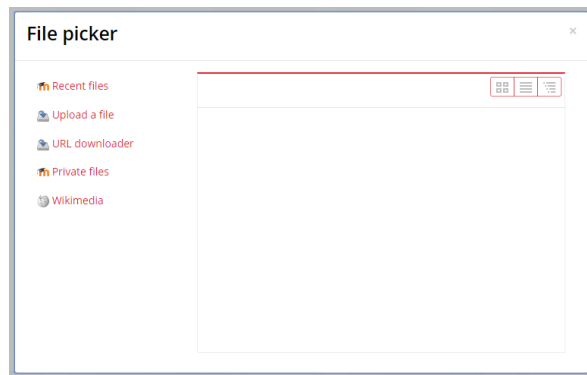 File picker
Recent files
Upload a file
URL downloader
Private files
Wikimedia